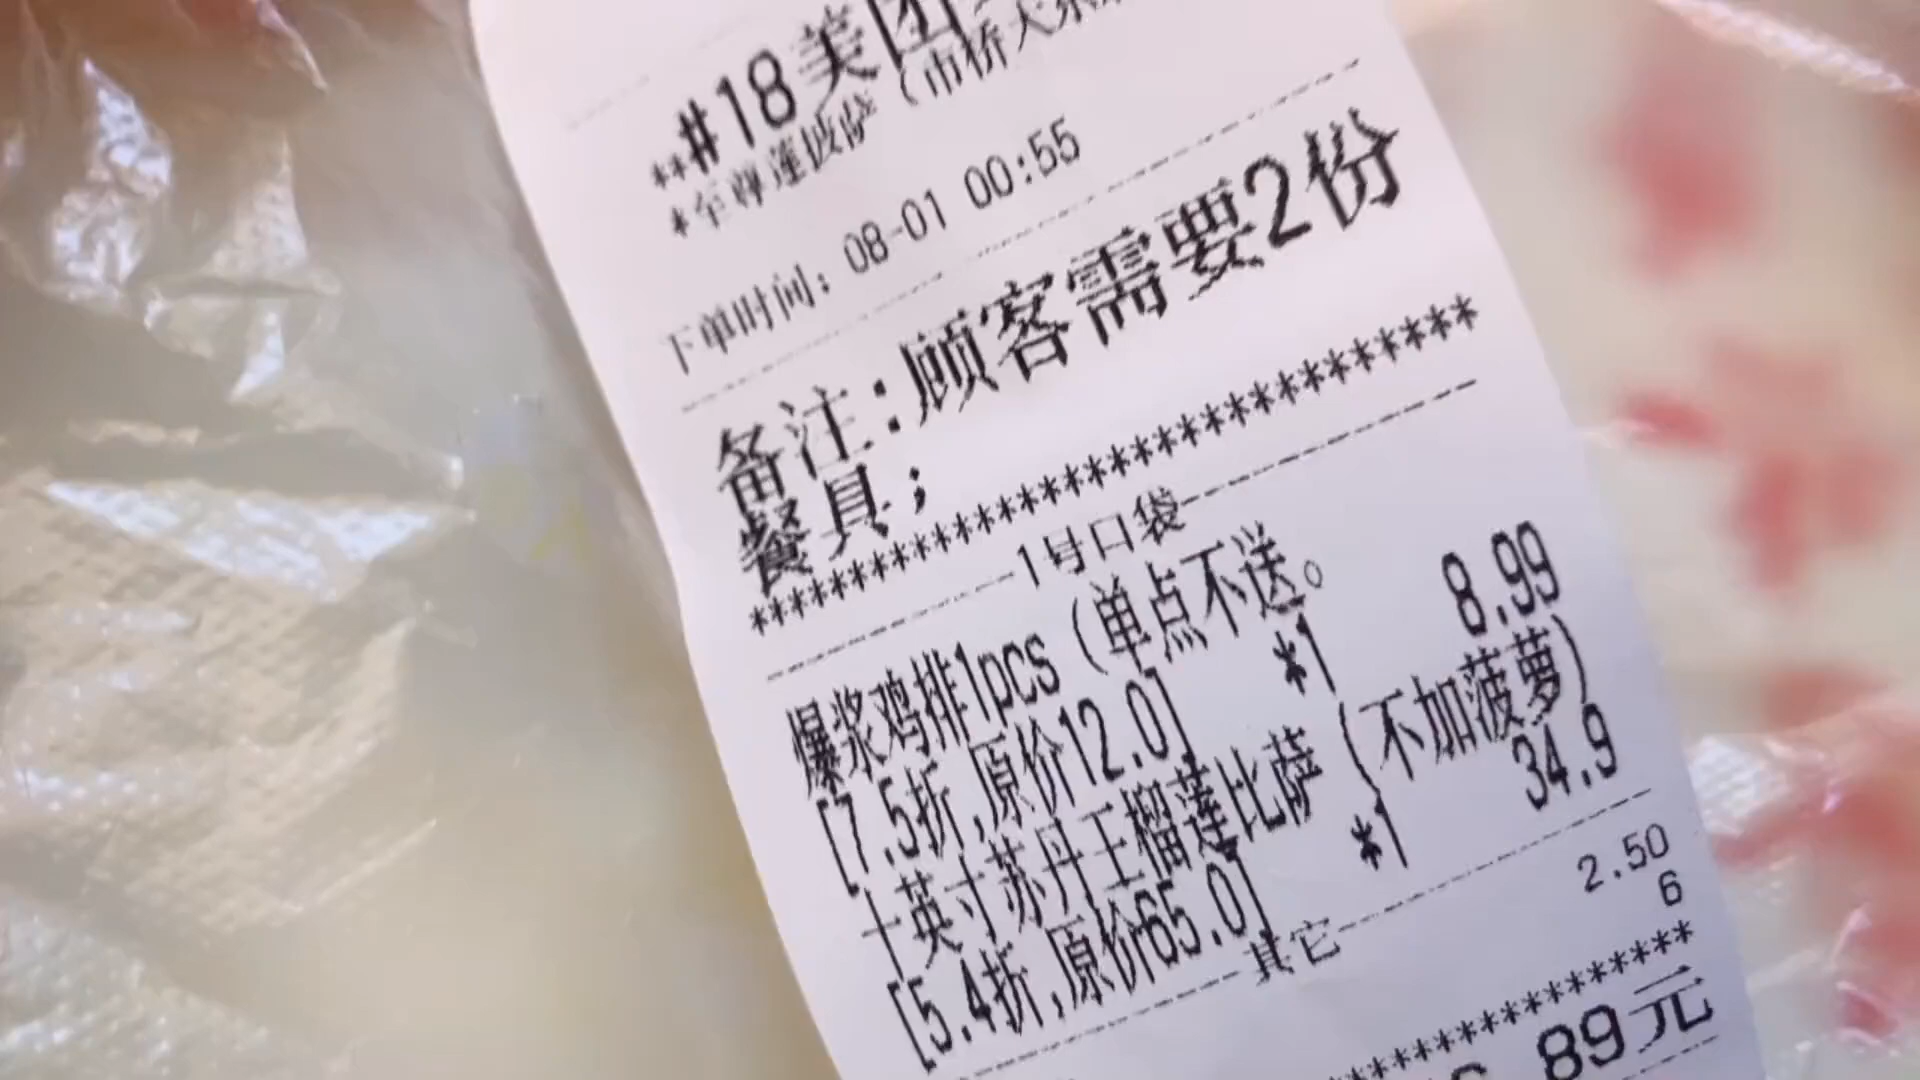 **#18美团
*至尊莲披萨（市桥大东
下单时间: 08-01 00:55
备注:顾客需要2份
餐具;
********************************
1号口袋
爆浆鸡排1pcs（单点不送。
*1 8.99
[7.5折,原价12.0]
十英寸苏丹王榴莲比萨（不加菠萝）
*1 34.9
[5.4折,原价65.0]
其它
2.50
6
89元